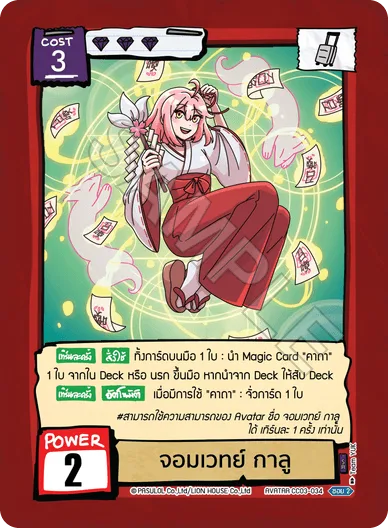 COST
3
เทิร์นละครั้ง สั่งใช้ ทิ้งการ์ดบนมือ 1 ใบ : นำ Magic Card "คาถา"
1 ใบ จากใน Deck หรือ นรก ขึ้นมือ หากนำจาก Deck ให้สับ Deck
เทิร์นละครั้ง อัตโนมัติ เมื่อมีการใช้ "คาถา" : จั่วการ์ด 1 ใบ
#สามารถใช้ความสามารถของ Avatar ชื่อ จอมเวทย์ กาลู
ได้ เทิร์นละ 1 ครั้ง เท่านั้น
POWER
2
จอมเวทย์ กาลู
© PASULOL Co.,Ltd/LION HOUSE Co.,Ltd AVATAR CC03-034
SAMPLE